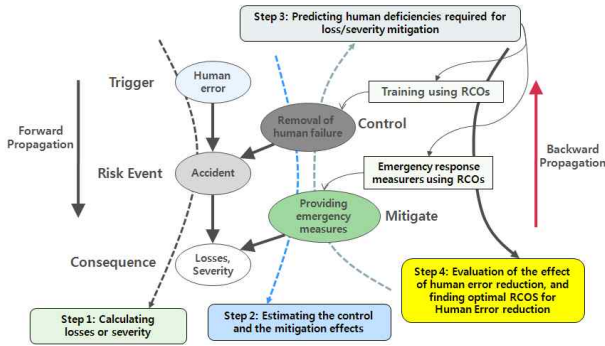 Step 3: Predicting human deficiencies required for
loss/severity mitigation
Trigger
Human
error
Training using RCOs
Forward
Propagation
Removal of
human failure
Control
Backward
Propagation
Risk Event
Accident
Emergency response
measurers using RCOs
Providing
emergency
measures
Mitigate
Consequence
Losses,
Severity
Step 4: Evaluation of the effect
of human error reduction, and
finding optimal RCOS for
Human Error reduction
Step 1: Calculating
losses or severity
Step 2: Estimating the control
and the mitigation effects